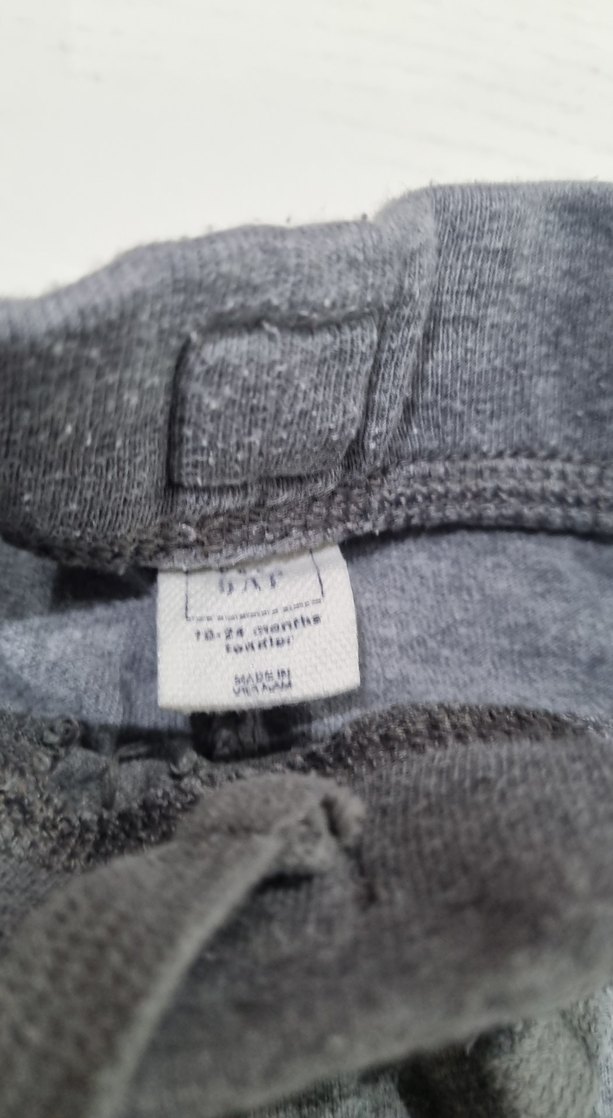 GAP
18-24 months
toddler
MADE IN
VIETNAM